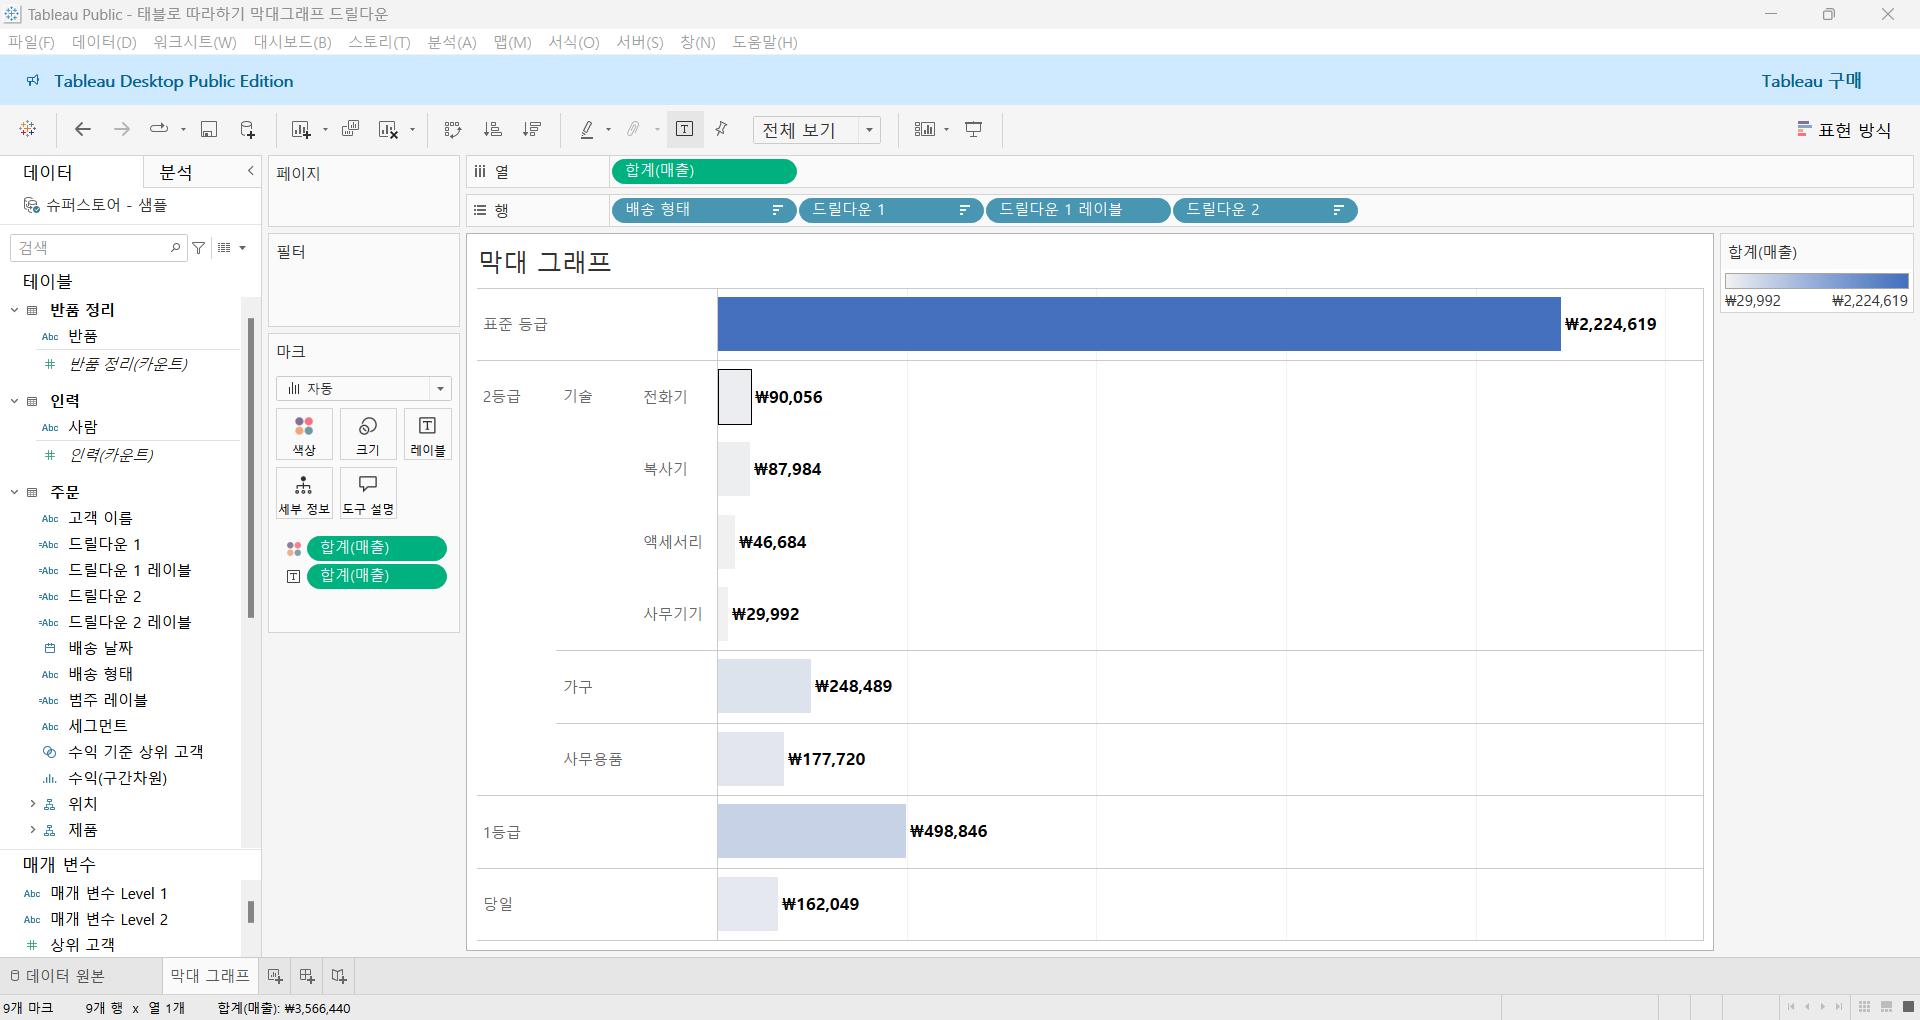 Tableau Public - 태블로 따라하기 막대그래프 드릴다운
파일(F) 데이터(D) 워크시트(W) 대시보드(B) 스토리(T) 분석(A) 맵(M) 서식(O) 서버(S) 창(N) 도움말(H)
Tableau Desktop Public Edition
Tableau 구매
전체 보기
표현 방식
데이터 분석
슈퍼스토어 - 샘플
검색
테이블
반품 정리
Abc 반품
반품 정리(카운트)
인력
Abc 사람
인력(카운트)
주문
Abc 고객 이름
=Abc 드릴다운 1
=Abc 드릴다운 1 레이블
=Abc 드릴다운 2
=Abc 드릴다운 2 레이블
배송 날짜
Abc 배송 형태
=Abc 범주 레이블
Abc 세그먼트
수익 기준 상위 고객
수익(구간차원)
위치
제품
매개 변수
Abc 매개 변수 Level 1
Abc 매개 변수 Level 2
상위 고객
페이지
필터
마크
자동
색상 크기 레이블
세부 정보 도구 설명
합계(매출)
합계(매출)
열 합계(매출)
행 배송 형태 드릴다운 1 드릴다운 1 레이블 드릴다운 2
막대 그래프
표준 등급 ₩2,224,619
2등급 기술 전화기 ₩90,056
복사기 ₩87,984
액세서리 ₩46,684
사무기기 ₩29,992
가구 ₩248,489
사무용품 ₩177,720
1등급 ₩498,846
당일 ₩162,049
합계(매출)
₩29,992 ₩2,224,619
데이터 원본 막대 그래프
9개 마크 9개 행 x 열 1개 합계(매출): ₩3,566,440